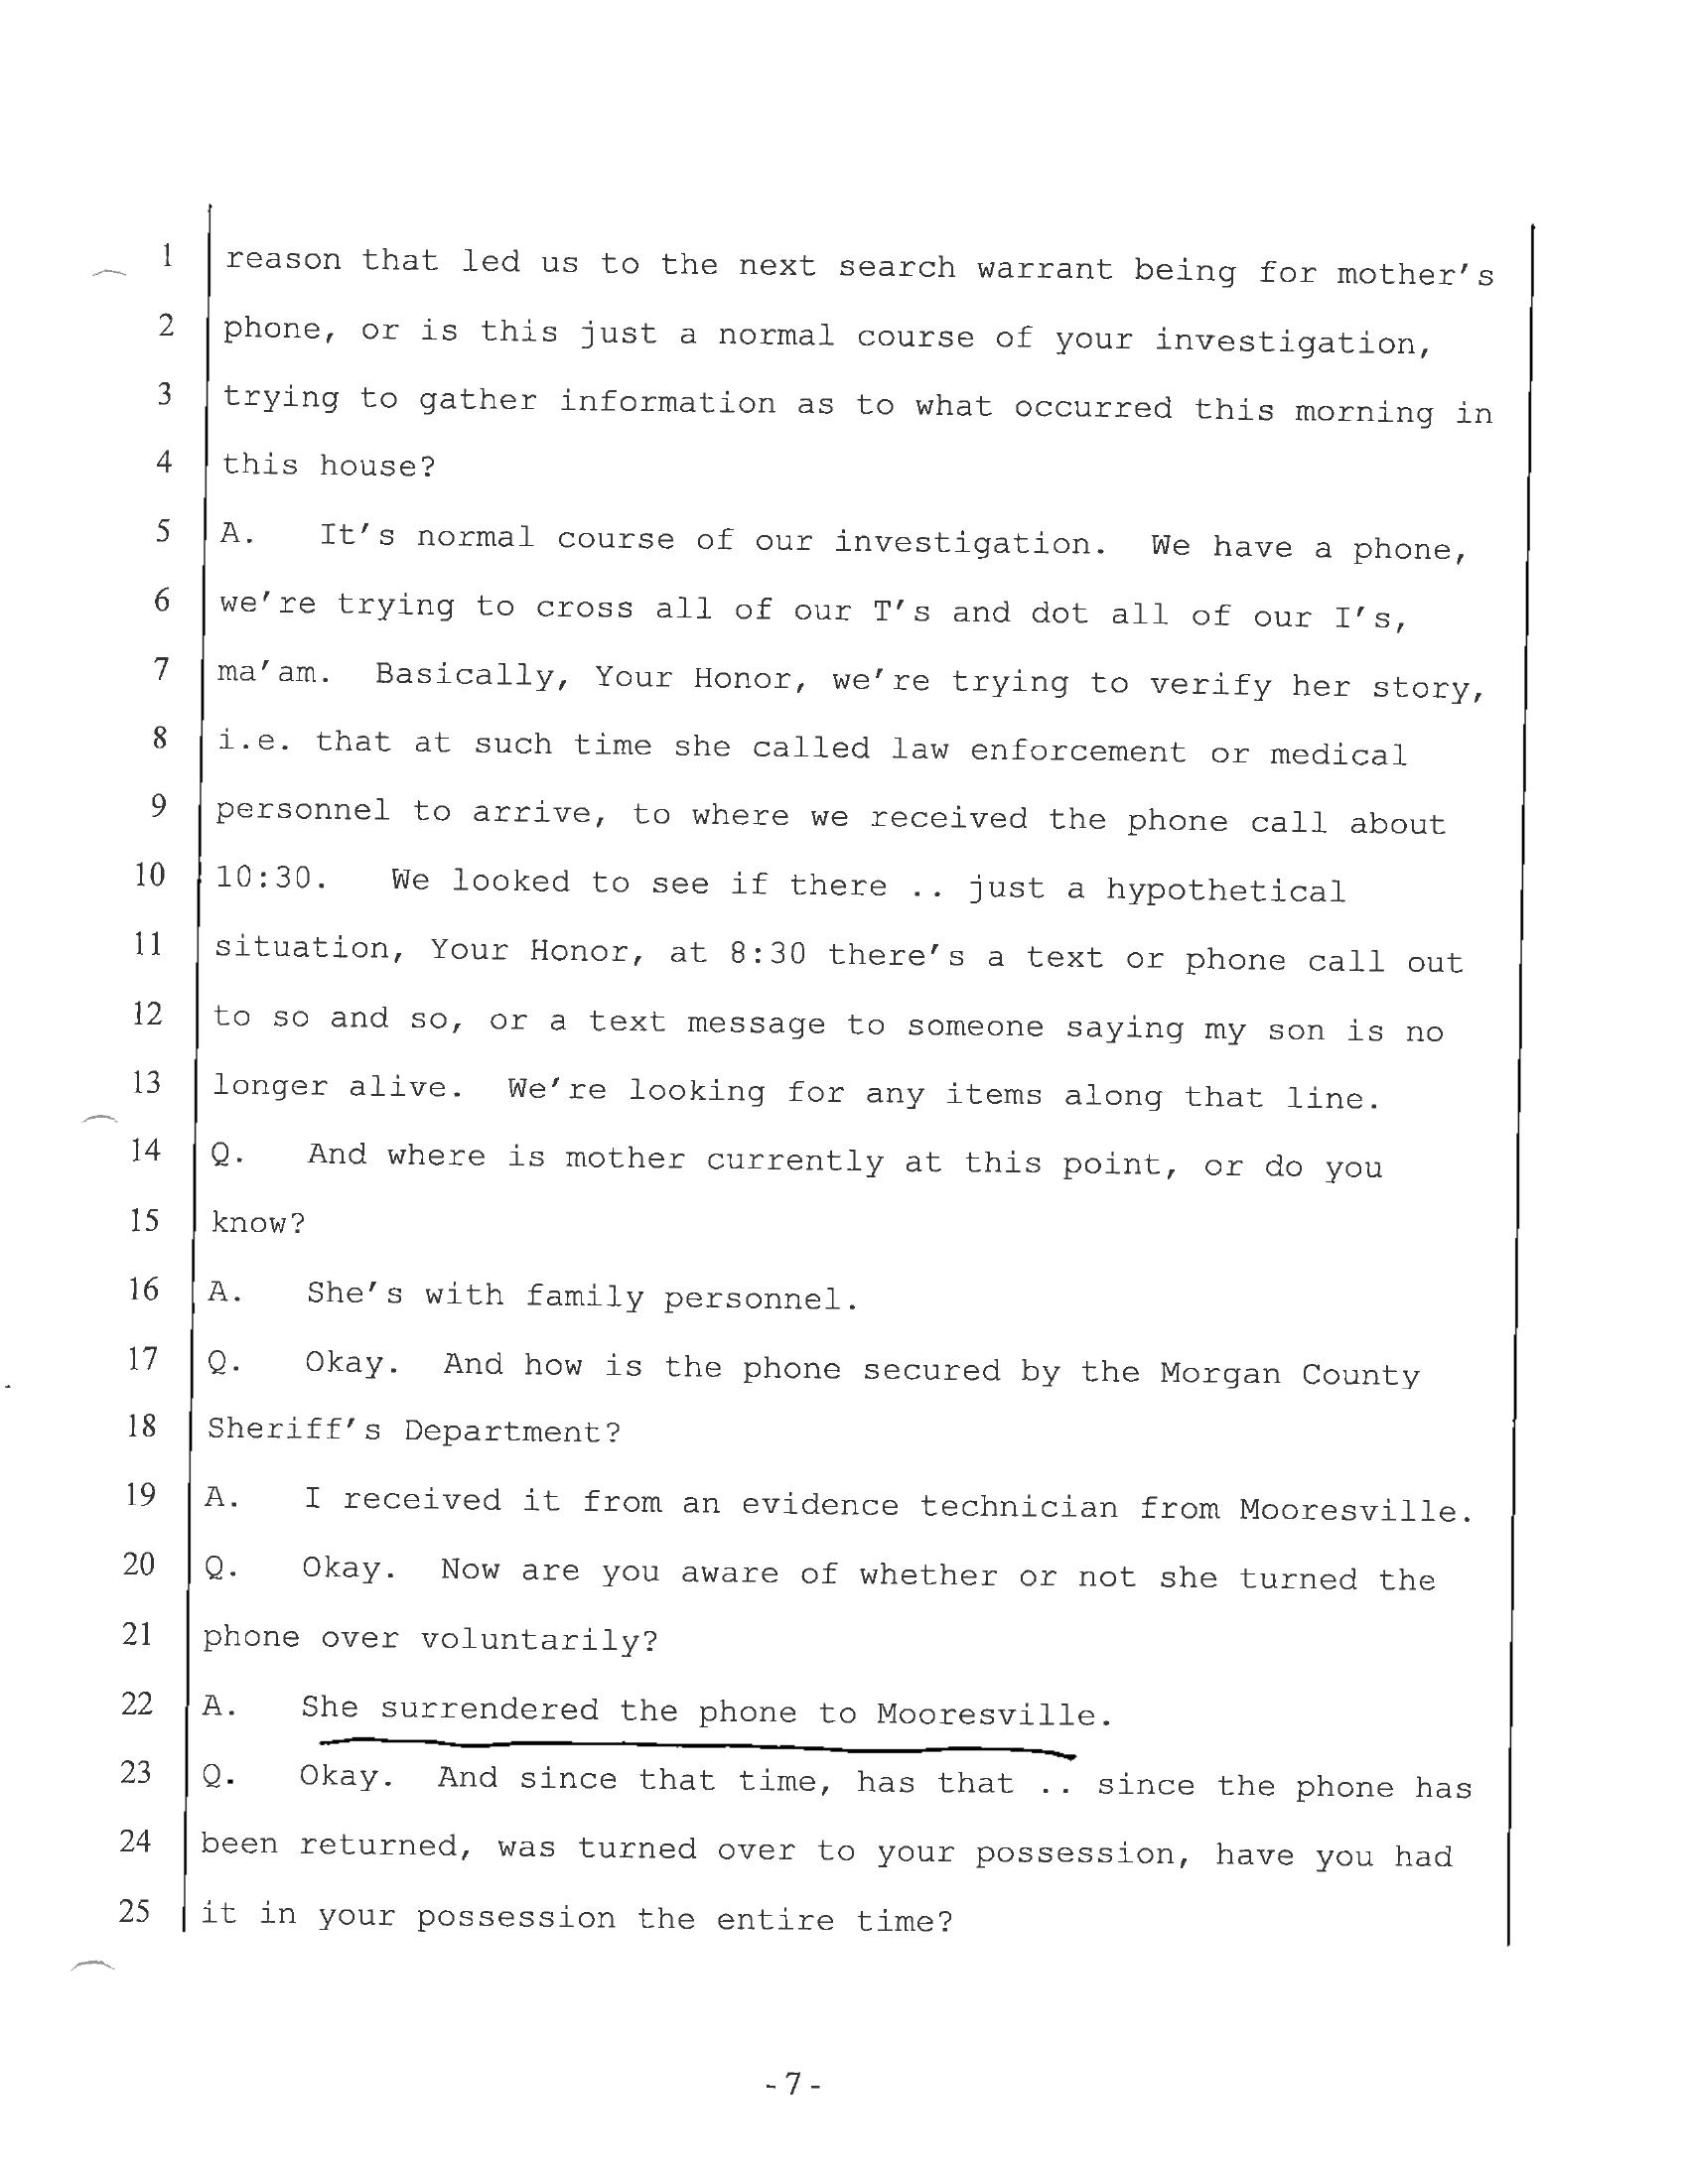 1 reason that led us to the next search warrant being for mother's
2 phone, or is this just a normal course of your investigation,
3 trying to gather information as to what occurred this morning in
4 this house?
5 A. It's normal course of our investigation. We have a phone,
6 we're trying to cross all of our T's and dot all of our I's,
7 ma'am. Basically, Your Honor, we're trying to verify her story,
8 i.e. that at such time she called law enforcement or medical
9 personnel to arrive, to where we received the phone call about
10 10:30. We looked to see if there .. just a hypothetical
11 situation, Your Honor, at 8:30 there's a text or phone call out
12 to so and so, or a text message to someone saying my son is no
13 longer alive. We're looking for any items along that line.
14 Q. And where is mother currently at this point, or do you
15 know?
16 A. She's with family personnel.
17 Q. Okay. And how is the phone secured by the Morgan County
18 Sheriff's Department?
19 A. I received it from an evidence technician from Mooresville.
20 Q. Okay. Now are you aware of whether or not she turned the
21 phone over voluntarily?
22 A. She surrendered the phone to Mooresville.
23 Q. Okay. And since that time, has that .. since the phone has
24 been returned, was turned over to your possession, have you had
25 it in your possession the entire time?
-7-